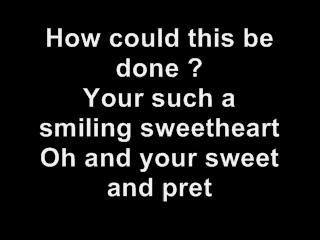 How could this be
done ?
Your such a
smiling sweetheart
Oh and your sweet
and pret